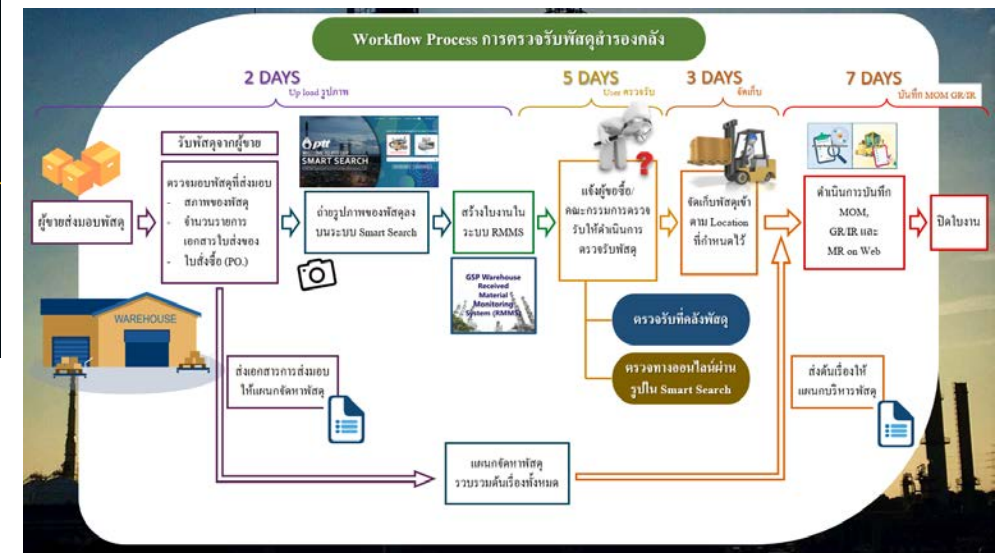 Workflow Process การตรวจรับพัสดุสำรองคลัง
2 DAYS
Up load รูปภาพ
5 DAYS
User ตรวจรับ
3 DAYS
จัดเก็บ
7 DAYS
บันทึก MOM GR/IR
ผู้ขายส่งมอบพัสดุ
รับพัสดุจากผู้ขาย
ตรวจมอบพัสดุที่ส่งมอบ
- สภาพของพัสดุ
- จำนวนรายการ
เอกสารใบส่งของ
- ใบสั่งซื้อ (PO.)
ptt
SMART SEARCH
ถ่ายรูปภาพของพัสดุลง
บนระบบ Smart Search
สร้างใบงานใน
ระบบ RMMS
GSP Warehouse
Received
Material
Monitoring
System (RMMS)
แจ้งผู้ขอซื้อ/
คณะกรรมการตรวจ
รับให้ดำเนินการ
ตรวจรับพัสดุ
จัดเก็บพัสดุเข้า
ตาม Location
ที่กำหนดไว้
ดำเนินการบันทึก
MOM,
GR/IR และ
MR on Web
ปิดใบงาน
WAREHOUSE
ตรวจรับที่คลังพัสดุ
ตรวจทางออนไลน์ผ่าน
รูปใน Smart Search
ส่งเอกสารการส่งมอบ
ให้แผนกจัดหาพัสดุ
ส่งต้นเรื่องให้
แผนกบริหารพัสดุ
แผนกจัดหาพัสดุ
รวบรวมต้นเรื่องทั้งหมด